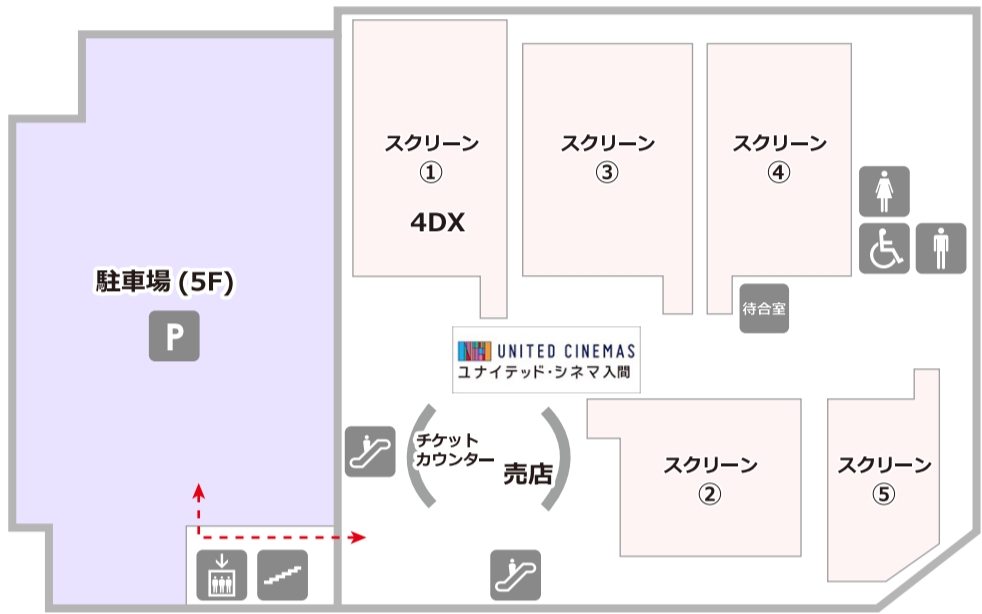 スクリーン
①
4DX
スクリーン
③
スクリーン
④
駐車場 (5F)
P
待合室
UNITED CINEMAS
ユナイテッド・シネマ入間
チケット
カウンター
売店
スクリーン
②
スクリーン
⑤